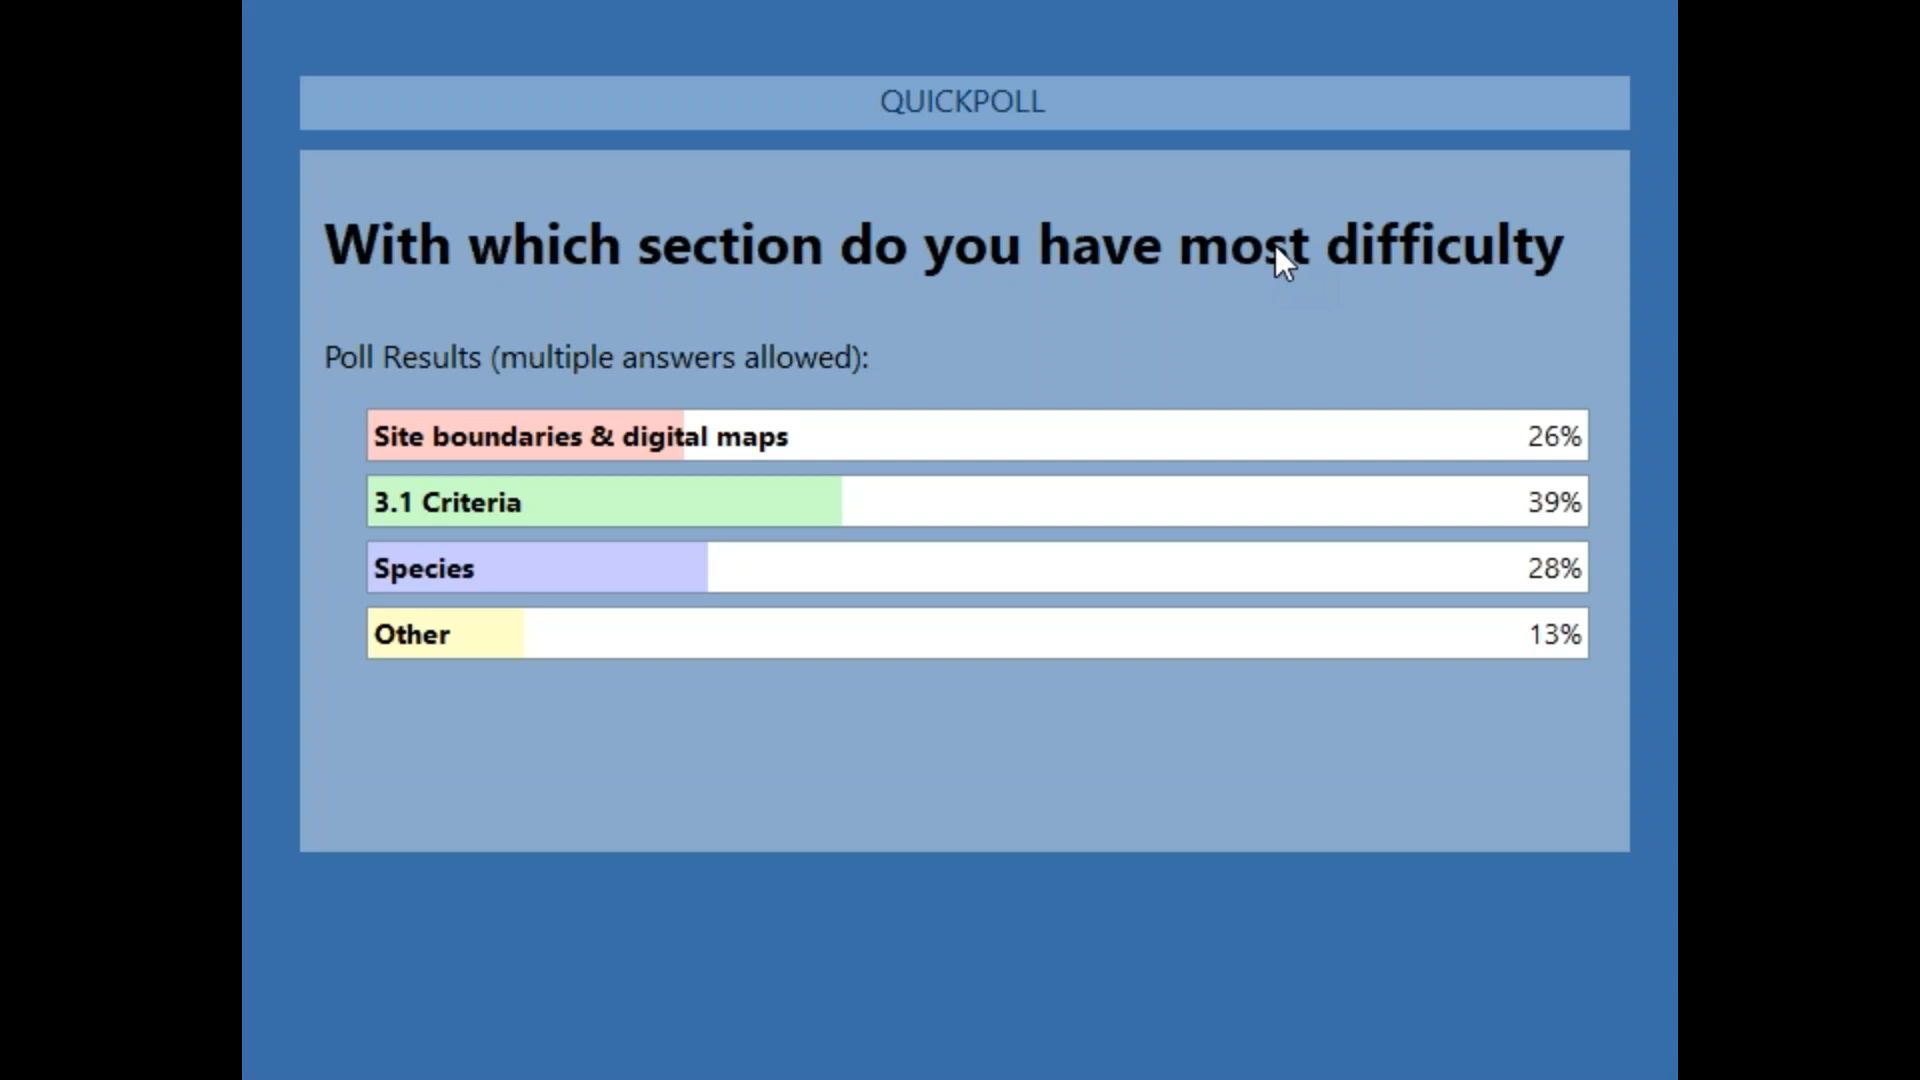 QUICKPOLL
With which section do you have most difficulty
Poll Results (multiple answers allowed):
Site boundaries & digital maps 26%
3.1 Criteria 39%
Species 28%
Other 13%